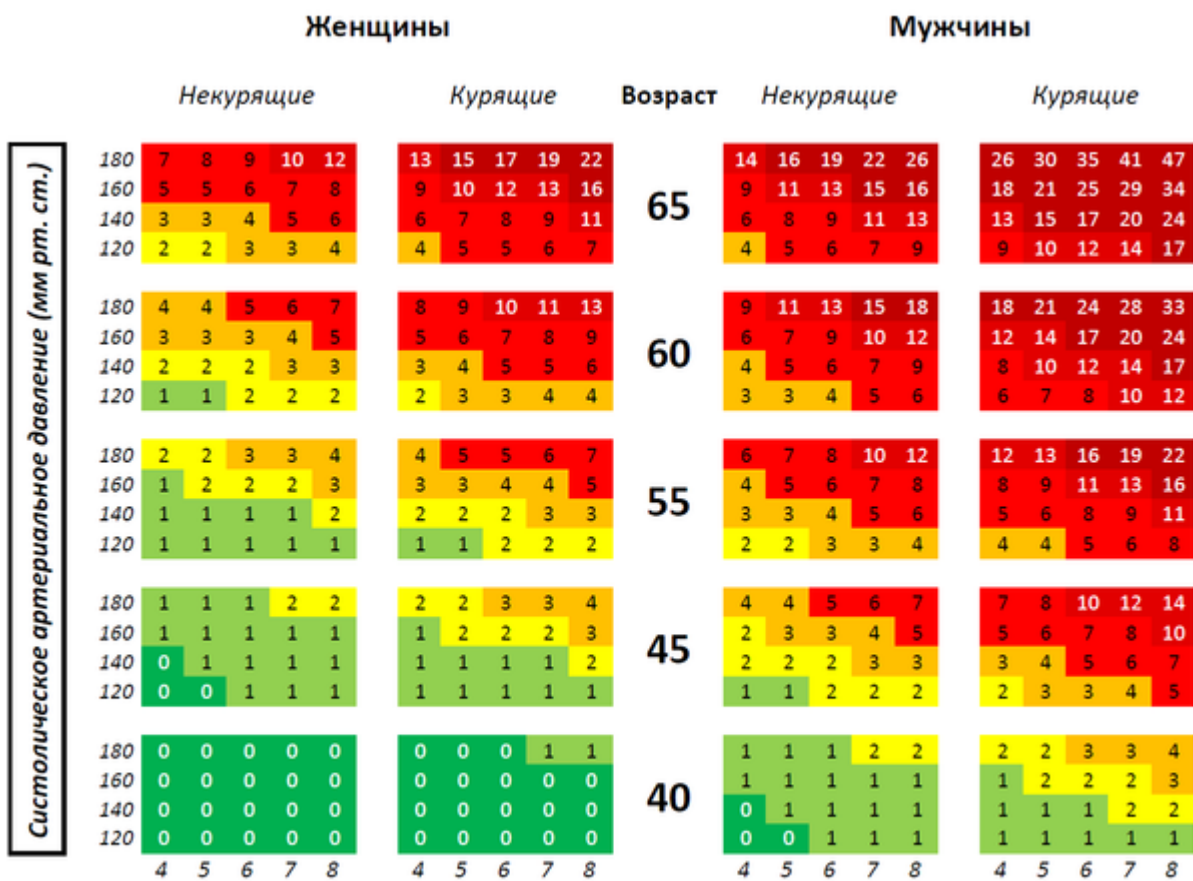 Женщины Мужчины
Некурящие Курящие Возраст Некурящие Курящие
Систолическое артериальное давление (мм рт. ст.)
180 7 8 9 10 12 13 15 17 19 22 14 16 19 22 26 26 30 35 41 47
160 5 5 6 7 8 9 10 12 13 16 9 11 13 15 16 18 21 25 29 34
65
140 3 3 4 5 6 6 7 8 9 11 6 8 9 11 13 13 15 17 20 24
120 2 2 3 3 4 4 5 5 6 7 4 5 6 7 9 9 10 12 14 17
180 4 4 5 6 7 8 9 10 11 13 9 11 13 15 18 18 21 24 28 33
160 3 3 3 4 5 5 6 7 8 9 6 7 9 10 12 12 14 17 20 24
60
140 2 2 2 3 3 3 4 5 5 6 4 5 6 7 9 8 10 12 14 17
120 1 1 2 2 2 2 3 3 4 4 3 3 4 5 6 6 7 8 10 12
180 2 2 3 3 4 4 5 5 6 7 6 7 8 10 12 12 13 16 19 22
160 1 2 2 2 3 3 3 4 4 5 4 5 6 7 8 8 9 11 13 16
55
140 1 1 1 1 2 2 2 2 3 3 3 3 4 5 6 5 6 8 9 11
120 1 1 1 1 1 1 1 2 2 2 2 2 3 3 4 4 4 5 6 8
180 1 1 1 2 2 2 2 3 3 4 4 4 5 6 7 7 8 10 12 14
160 1 1 1 1 1 1 2 2 2 3 2 3 3 4 5 5 6 7 8 10
45
140 0 1 1 1 1 1 1 1 1 2 2 2 2 3 3 3 4 5 6 7
120 0 0 1 1 1 1 1 1 1 1 1 1 2 2 2 2 3 3 4 5
180 0 0 0 0 0 0 0 0 1 1 1 1 1 2 2 2 2 3 3 4
160 0 0 0 0 0 0 0 0 0 0 1 1 1 1 1 1 2 2 2 3
40
140 0 0 0 0 0 0 0 0 0 0 0 1 1 1 1 1 1 1 2 2
120 0 0 0 0 0 0 0 0 0 0 0 0 1 1 1 1 1 1 1 1
4 5 6 7 8 4 5 6 7 8 4 5 6 7 8 4 5 6 7 8